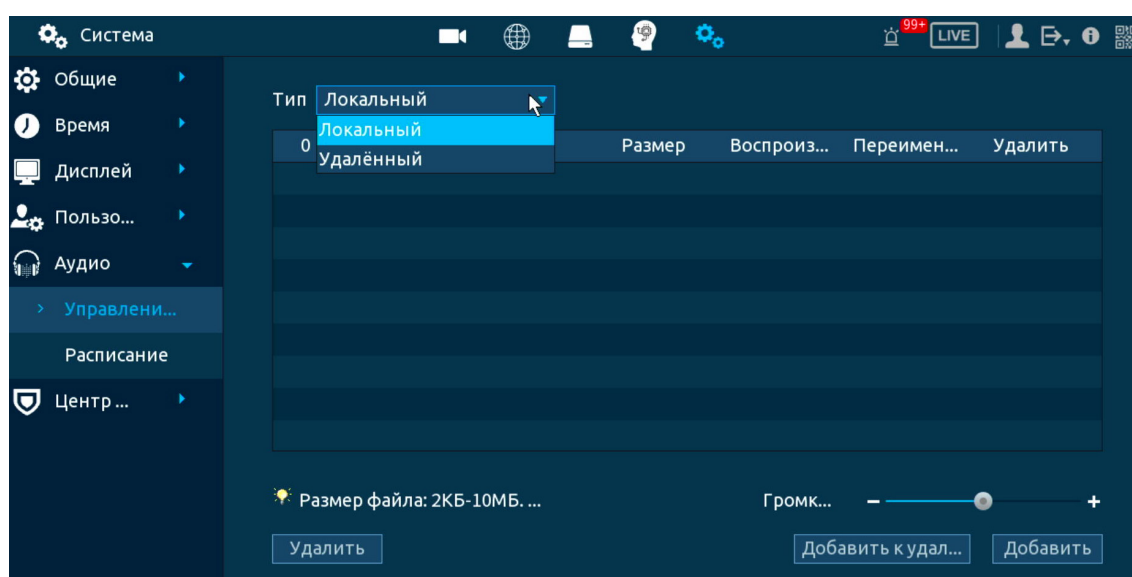 Система
99+
LIVE
Общие
Время
Дисплей
Пользо...
Аудио
Управлени...
Расписание
Центр ...
Тип Локальный
Локальный
Удалённый
0 Размер Воспроиз... Переимен... Удалить
Размер файла: 2КБ-10МБ. ...
Громк... - +
Удалить Добавить к удал... Добавить